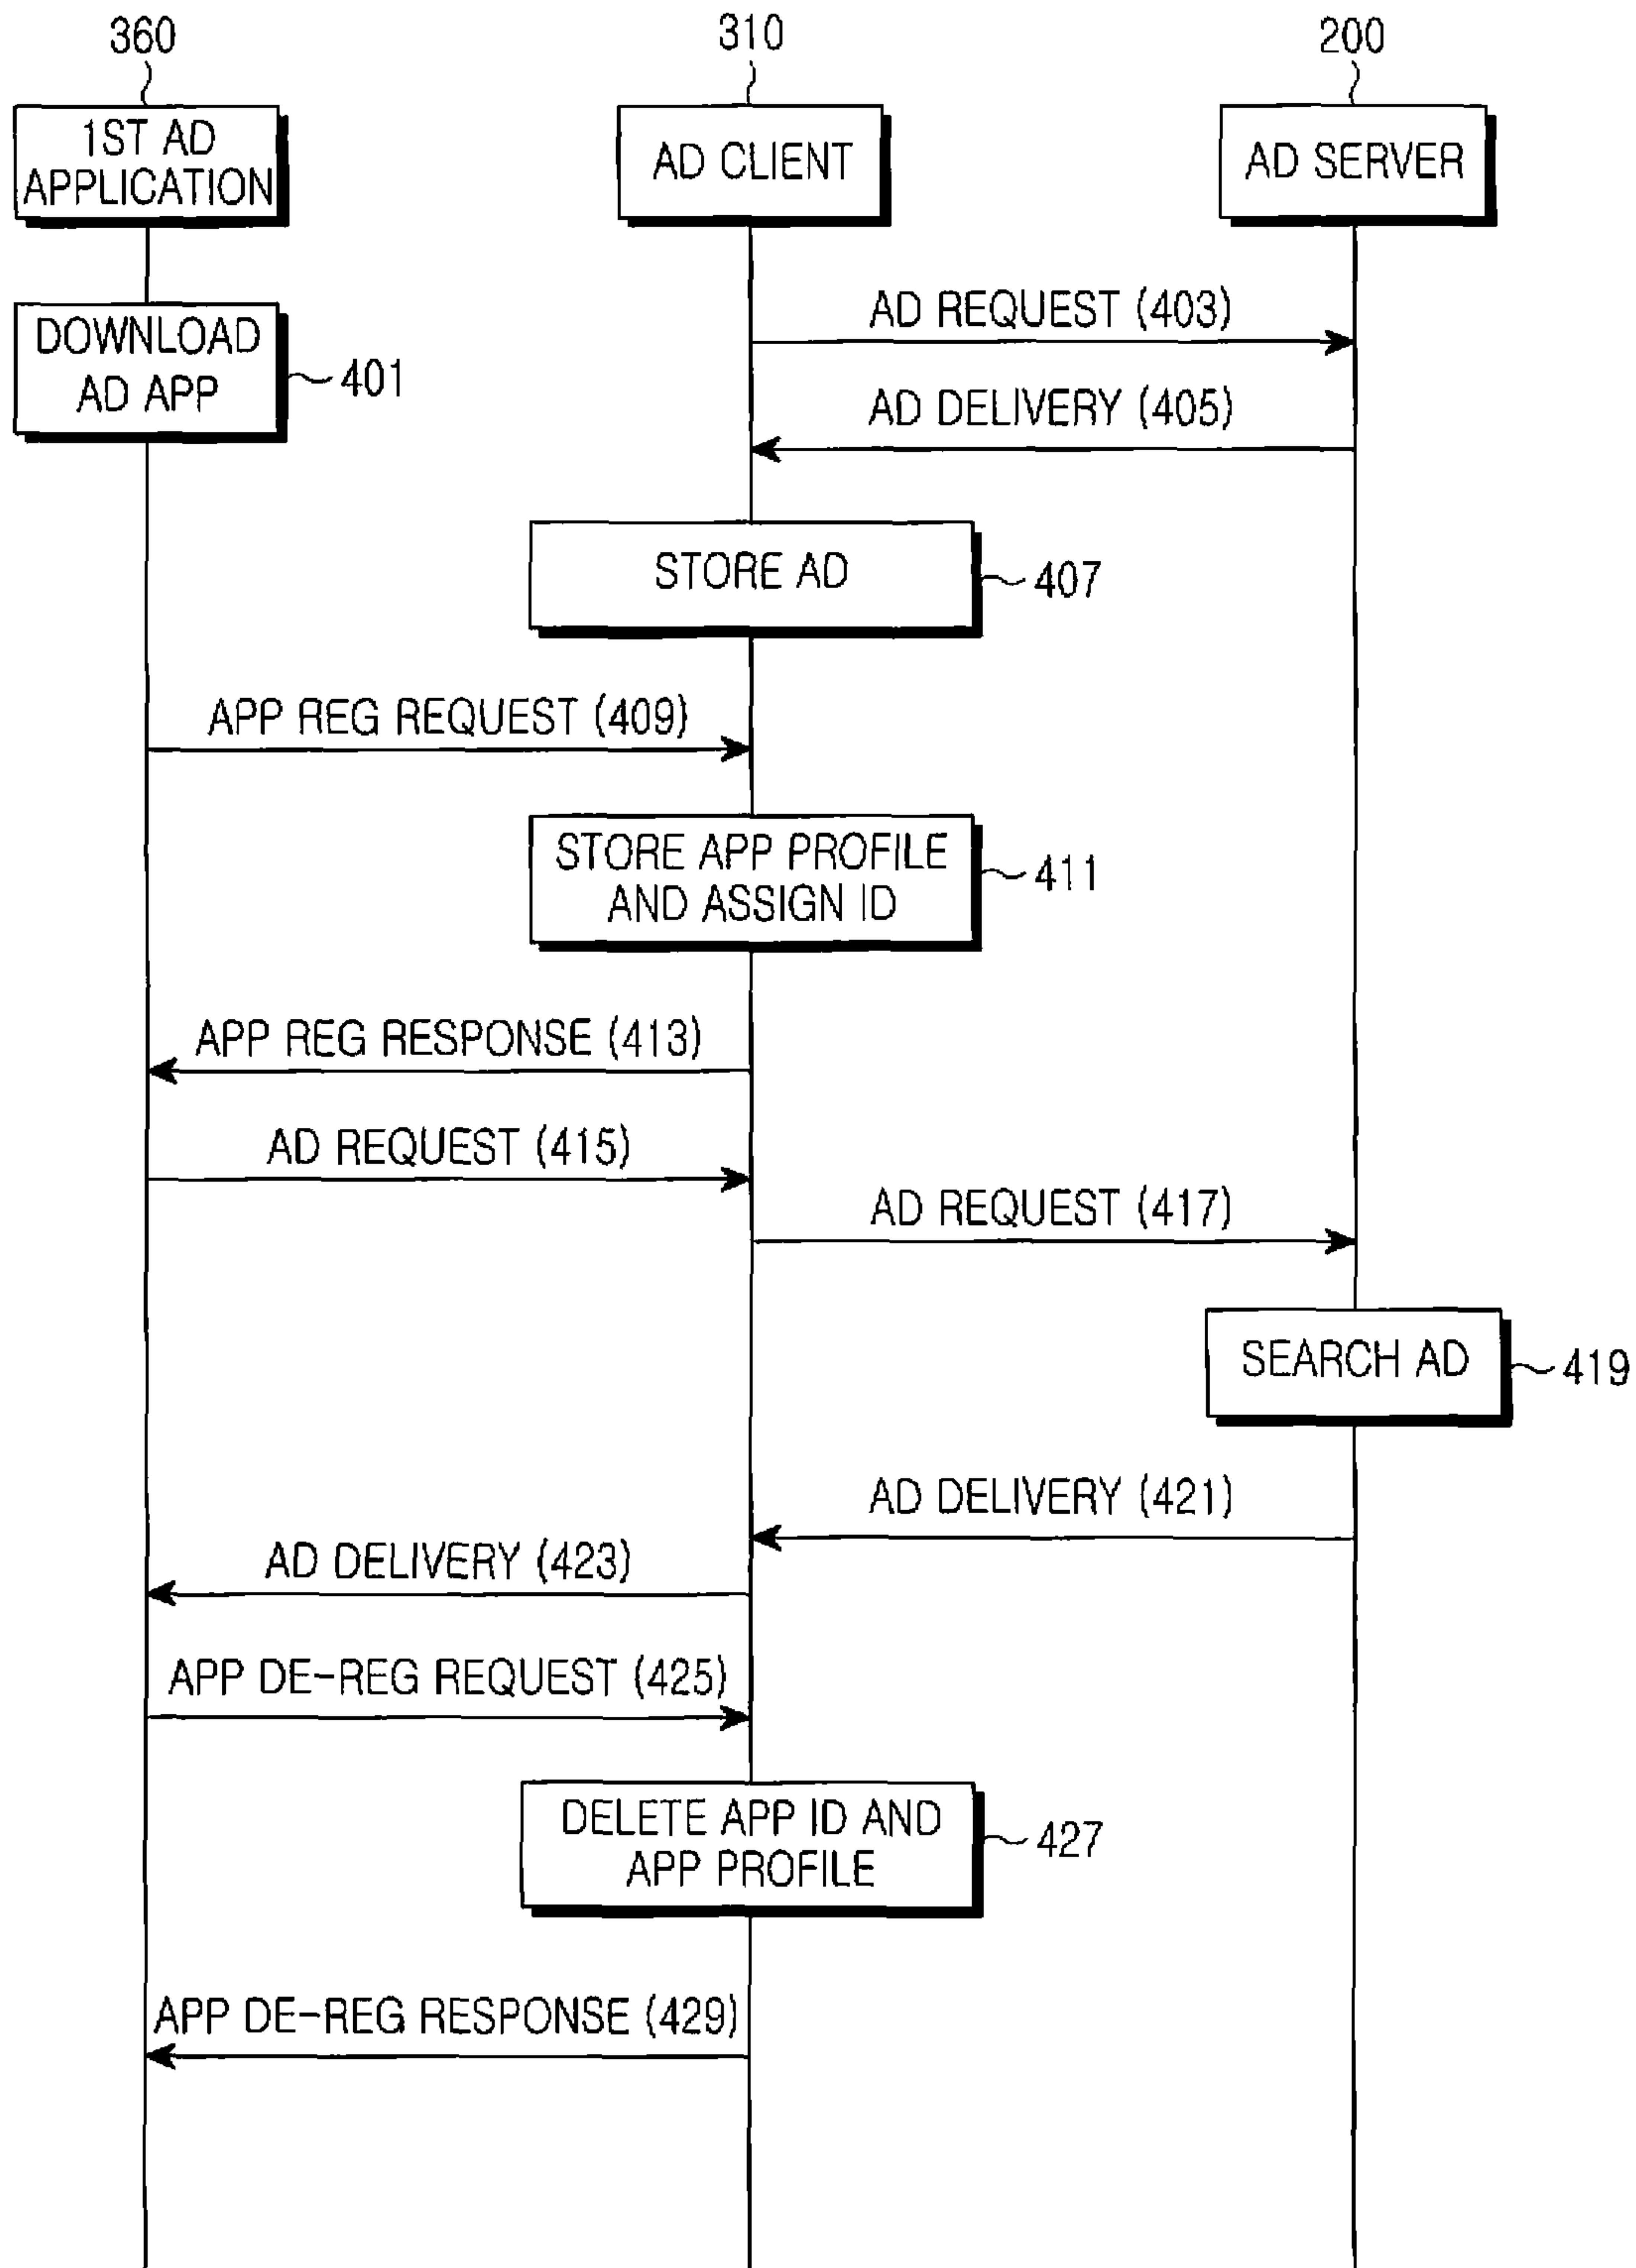 360
310
200
1ST AD
APPLICATION
AD CLIENT
AD SERVER
DOWNLOAD
AD APP
401
AD REQUEST (403)
AD DELIVERY (405)
STORE AD
407
APP REG REQUEST (409)
STORE APP PROFILE
AND ASSIGN ID
411
APP REG RESPONSE (413)
AD REQUEST (415)
AD REQUEST (417)
SEARCH AD
419
AD DELIVERY (421)
AD DELIVERY (423)
APP DE-REG REQUEST (425)
DELETE APP ID AND
APP PROFILE
427
APP DE-REG RESPONSE (429)